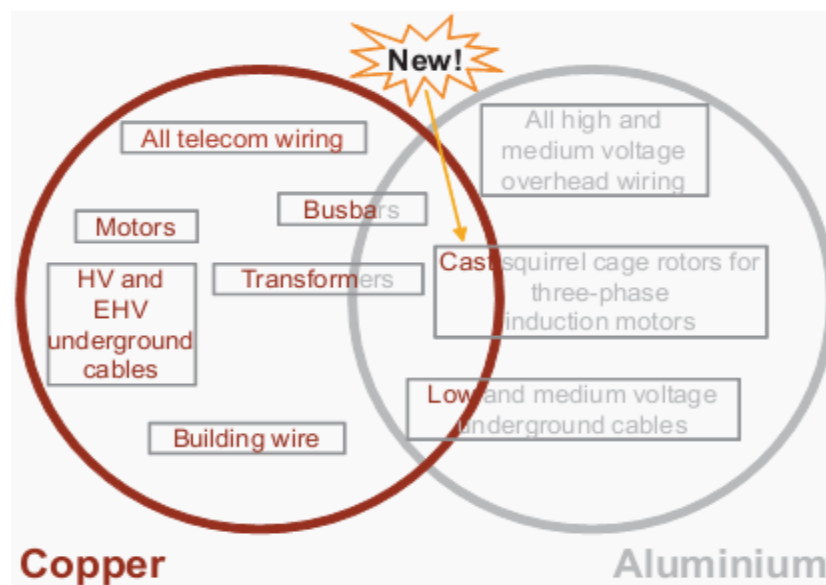 New!
All telecom wiring
All high and
medium voltage
overhead wiring
Busbars
Motors
Cast squirrel cage rotors for
three-phase
induction motors
Transformers
HV and
EHV
underground
cables
Low and medium voltage
underground cables
Building wire
Copper
Aluminium